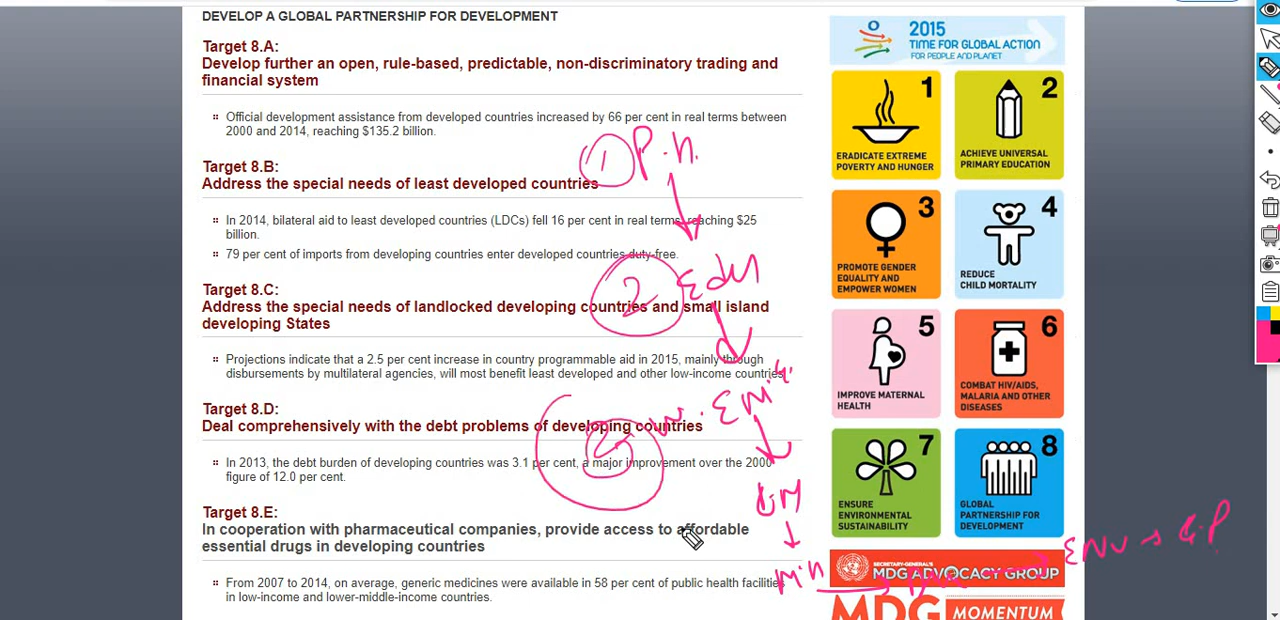 DEVELOP A GLOBAL PARTNERSHIP FOR DEVELOPMENT
Target 8.A:
Develop further an open, rule-based, predictable, non-discriminatory trading and
financial system
Official development assistance from developed countries increased by 66 per cent in real terms between
2000 and 2014, reaching $135.2 billion.
Target 8.B:
Address the special needs of least developed countries
In 2014, bilateral aid to least developed countries (LDCs) fell 16 per cent in real terms, reaching $25
billion.
79 per cent of imports from developing countries enter developed countries duty-free.
Target 8.C:
Address the special needs of landlocked developing countries and small island
developing States
Projections indicate that a 2.5 per cent increase in country programmable aid in 2015, mainly through
disbursements by multilateral agencies, will most benefit least developed and other low-income countries.
Target 8.D:
Deal comprehensively with the debt problems of developing countries
In 2013, the debt burden of developing countries was 3.1 per cent, a major improvement over the 2000
figure of 12.0 per cent.
Target 8.E:
In cooperation with pharmaceutical companies, provide access to affordable
essential drugs in developing countries
From 2007 to 2014, on average, generic medicines were available in 58 per cent of public health facilities
in low-income and lower-middle-income countries.
1 P.h.
2 Edu
M.h
ENV → G.P
2015
TIME FOR GLOBAL ACTION
FOR PEOPLE AND PLANET
1
ERADICATE EXTREME
POVERTY AND HUNGER
2
ACHIEVE UNIVERSAL
PRIMARY EDUCATION
3
PROMOTE GENDER
EQUALITY AND
EMPOWER WOMEN
4
REDUCE
CHILD MORTALITY
5
IMPROVE MATERNAL
HEALTH
6
COMBAT HIV/AIDS,
MALARIA AND OTHER
DISEASES
7
ENSURE
ENVIRONMENTAL
SUSTAINABILITY
8
GLOBAL
PARTNERSHIP FOR
DEVELOPMENT
SECRETARY-GENERAL'S
MDG ADVOCACY GROUP
MDG MOMENTUM